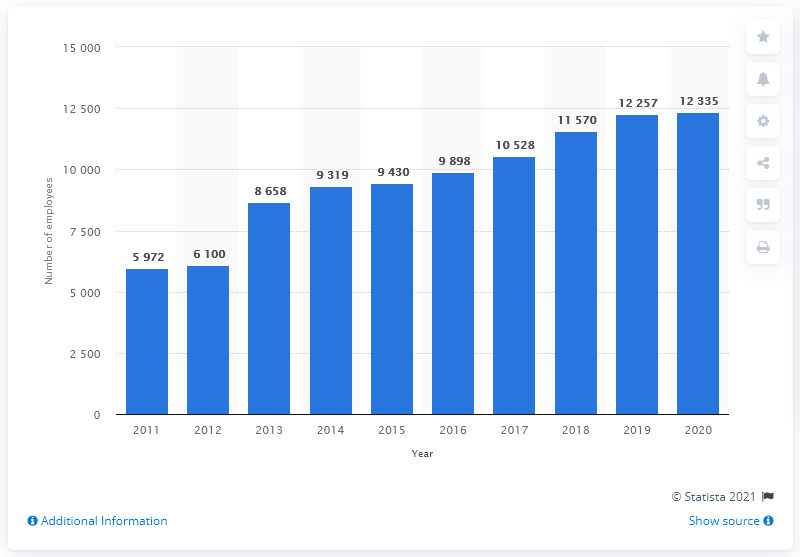 15 000
12 500
10 000
7 500
5 000
2 500
0
Number of employees
5 972
6 100
8 658
9 319
9 430
9 898
10 528
11 570
12 257
12 335
2011 2012 2013 2014 2015 2016 2017 2018 2019 2020
Year
© Statista 2021
Additional Information
Show source